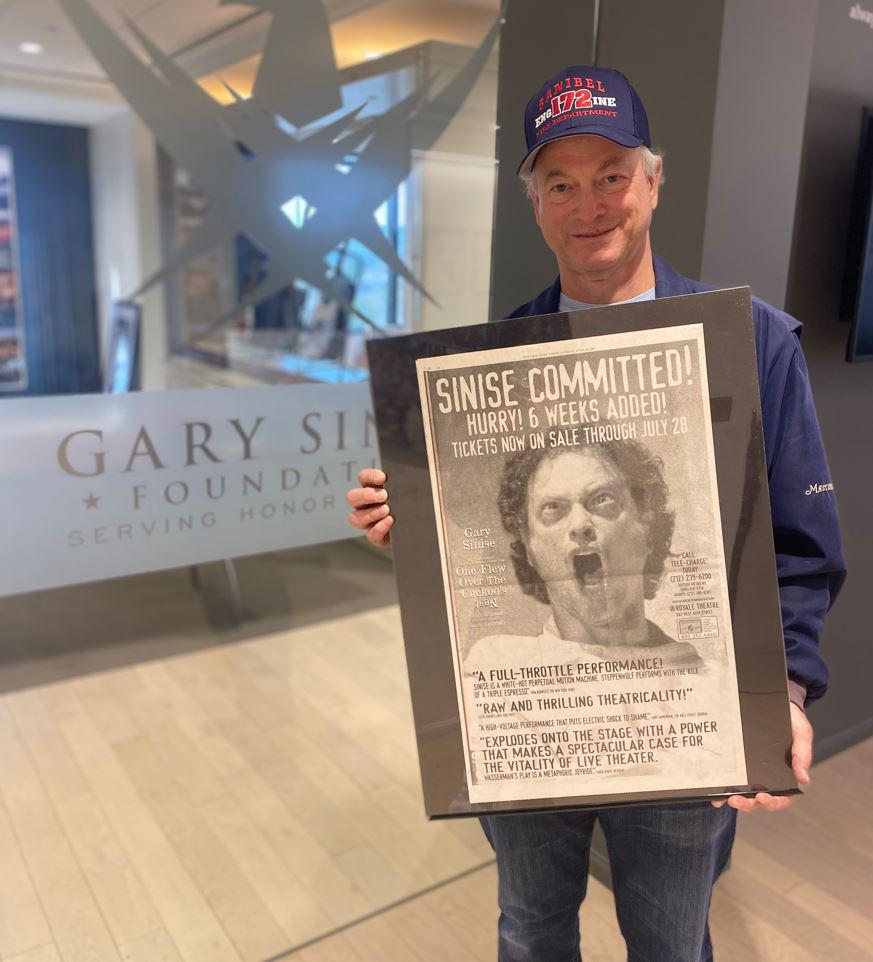 SANIBEL
ENG 172 INE
FIRE DEPARTMENT
GARY SIN
FOUNDAT
SERVING HONOR
SINISE COMMITTED!
HURRY! 6 WEEKS ADDED!
TICKETS NOW ON SALE THROUGH JULY 28
Gary
Sinise
One Flew
Over The
Cuckoo's
Nest
CALL
TELE-CHARGE
TODAY
(212) 239-6200
ROYALE THEATRE
"A FULL-THROTTLE PERFORMANCE!
SINISE IS A WHITE-HOT PERPETUAL MOTION MACHINE. STEPPENWOLF PERFORMS WITH THE KICK
OF A TRIPLE ESPRESSO"
"RAW AND THRILLING THEATRICALITY!"
"A HIGH-VOLTAGE PERFORMANCE THAT PUTS ELECTRIC SHOCK TO SHAME"
"EXPLODES ONTO THE STAGE WITH A POWER
THAT MAKES A SPECTACULAR CASE FOR
THE VITALITY OF LIVE THEATER.
WASSERMAN'S PLAY IS A METAPHORIC JOYRIDE"